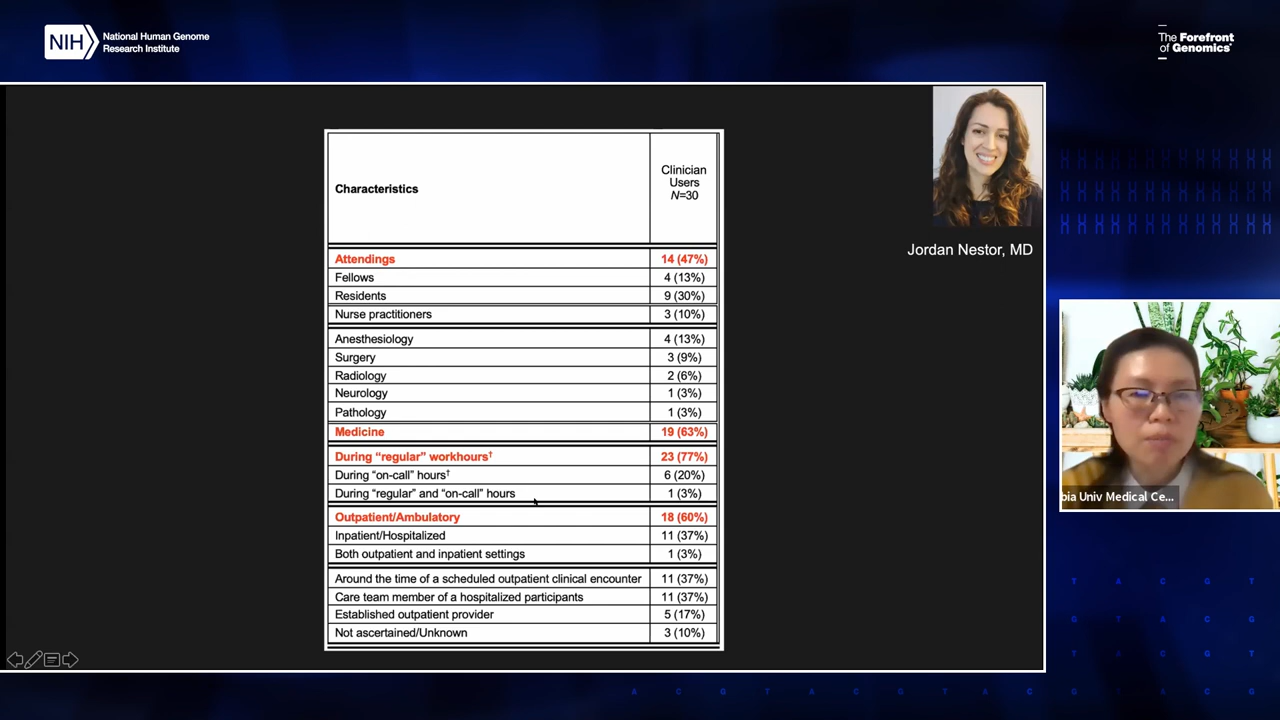 NIH
National Human Genome
Research Institute
The Forefront
of Genomics®
Characteristics
Clinician
Users
N=30
Attendings 14 (47%)
Fellows 4 (13%)
Residents 9 (30%)
Nurse practitioners 3 (10%)
Anesthesiology 4 (13%)
Surgery 3 (9%)
Radiology 2 (6%)
Neurology 1 (3%)
Pathology 1 (3%)
Medicine 19 (63%)
During “regular” workhours† 23 (77%)
During “on-call” hours† 6 (20%)
During “regular” and “on-call” hours 1 (3%)
Outpatient/Ambulatory 18 (60%)
Inpatient/Hospitalized 11 (37%)
Both outpatient and inpatient settings 1 (3%)
Around the time of a scheduled outpatient clinical encounter 11 (37%)
Care team member of a hospitalized participants 11 (37%)
Established outpatient provider 5 (17%)
Not ascertained/Unknown 3 (10%)
Jordan Nestor, MD
bia Univ Medical Ce...
T A C G T
G T A C G
T A C G T
A C G T A C G T A C G T A C G